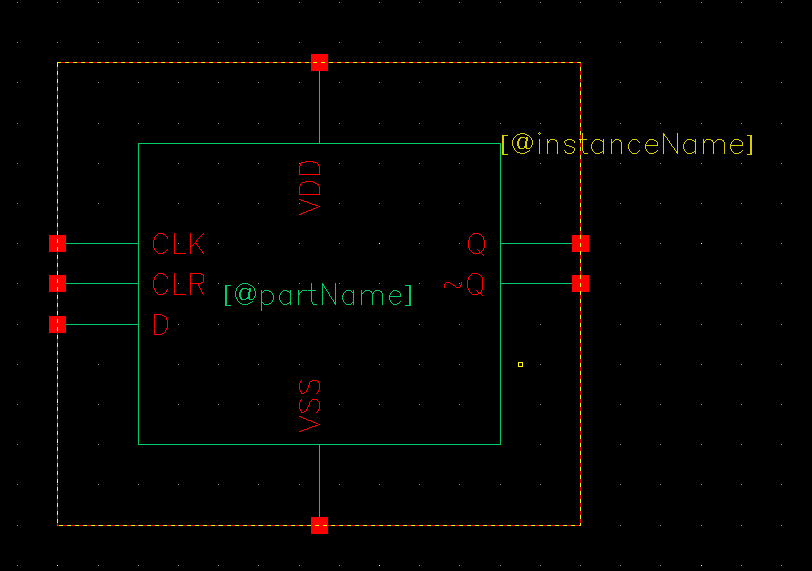 [@instanceName]
VDD
CLK
Q
CLR
[@partName]
~Q
D
VSS